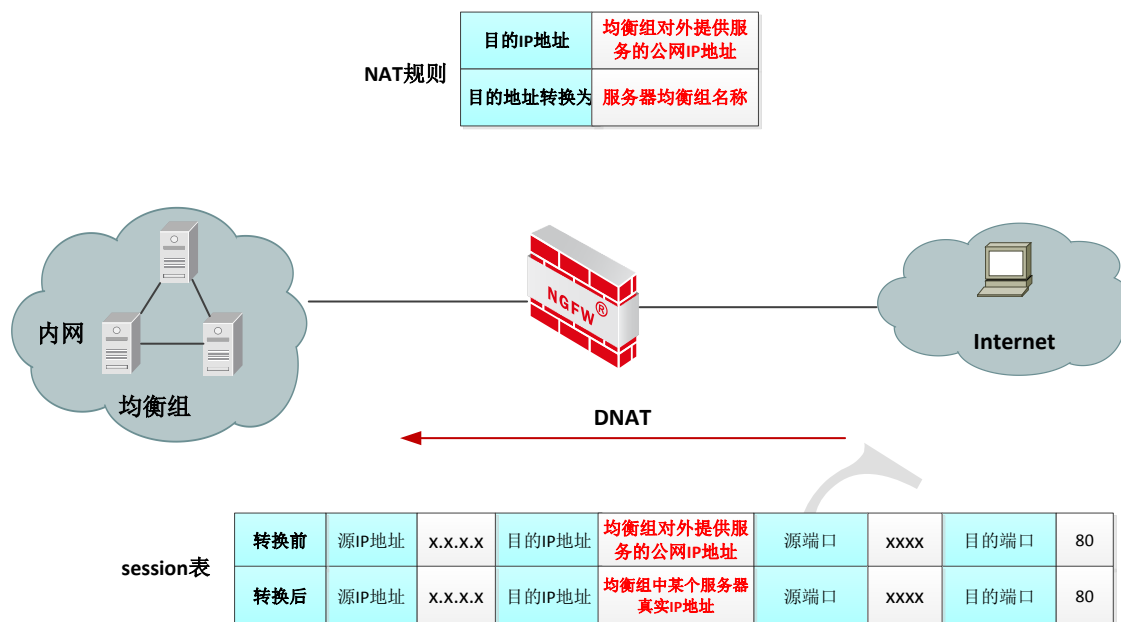 NAT规则
目的IP地址
均衡组对外提供服
务的公网IP地址
目的地址转换为
服务器均衡组名称
内网
均衡组
NGFW®
Internet
DNAT
session表
转换前
源IP地址
x.x.x.x
目的IP地址
均衡组对外提供服
务的公网IP地址
源端口
xxxx
目的端口
80
转换后
源IP地址
x.x.x.x
目的IP地址
均衡组中某个服务器
真实IP地址
源端口
xxxx
目的端口
80